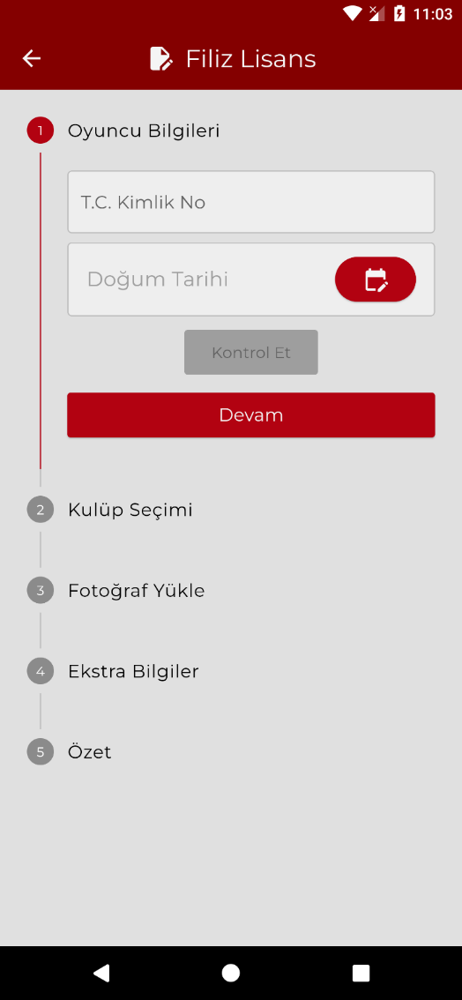 11:03
Filiz Lisans
1 Oyuncu Bilgileri
T.C. Kimlik No
Doğum Tarihi
Kontrol Et
Devam
2 Kulüp Seçimi
3 Fotoğraf Yükle
4 Ekstra Bilgiler
5 Özet